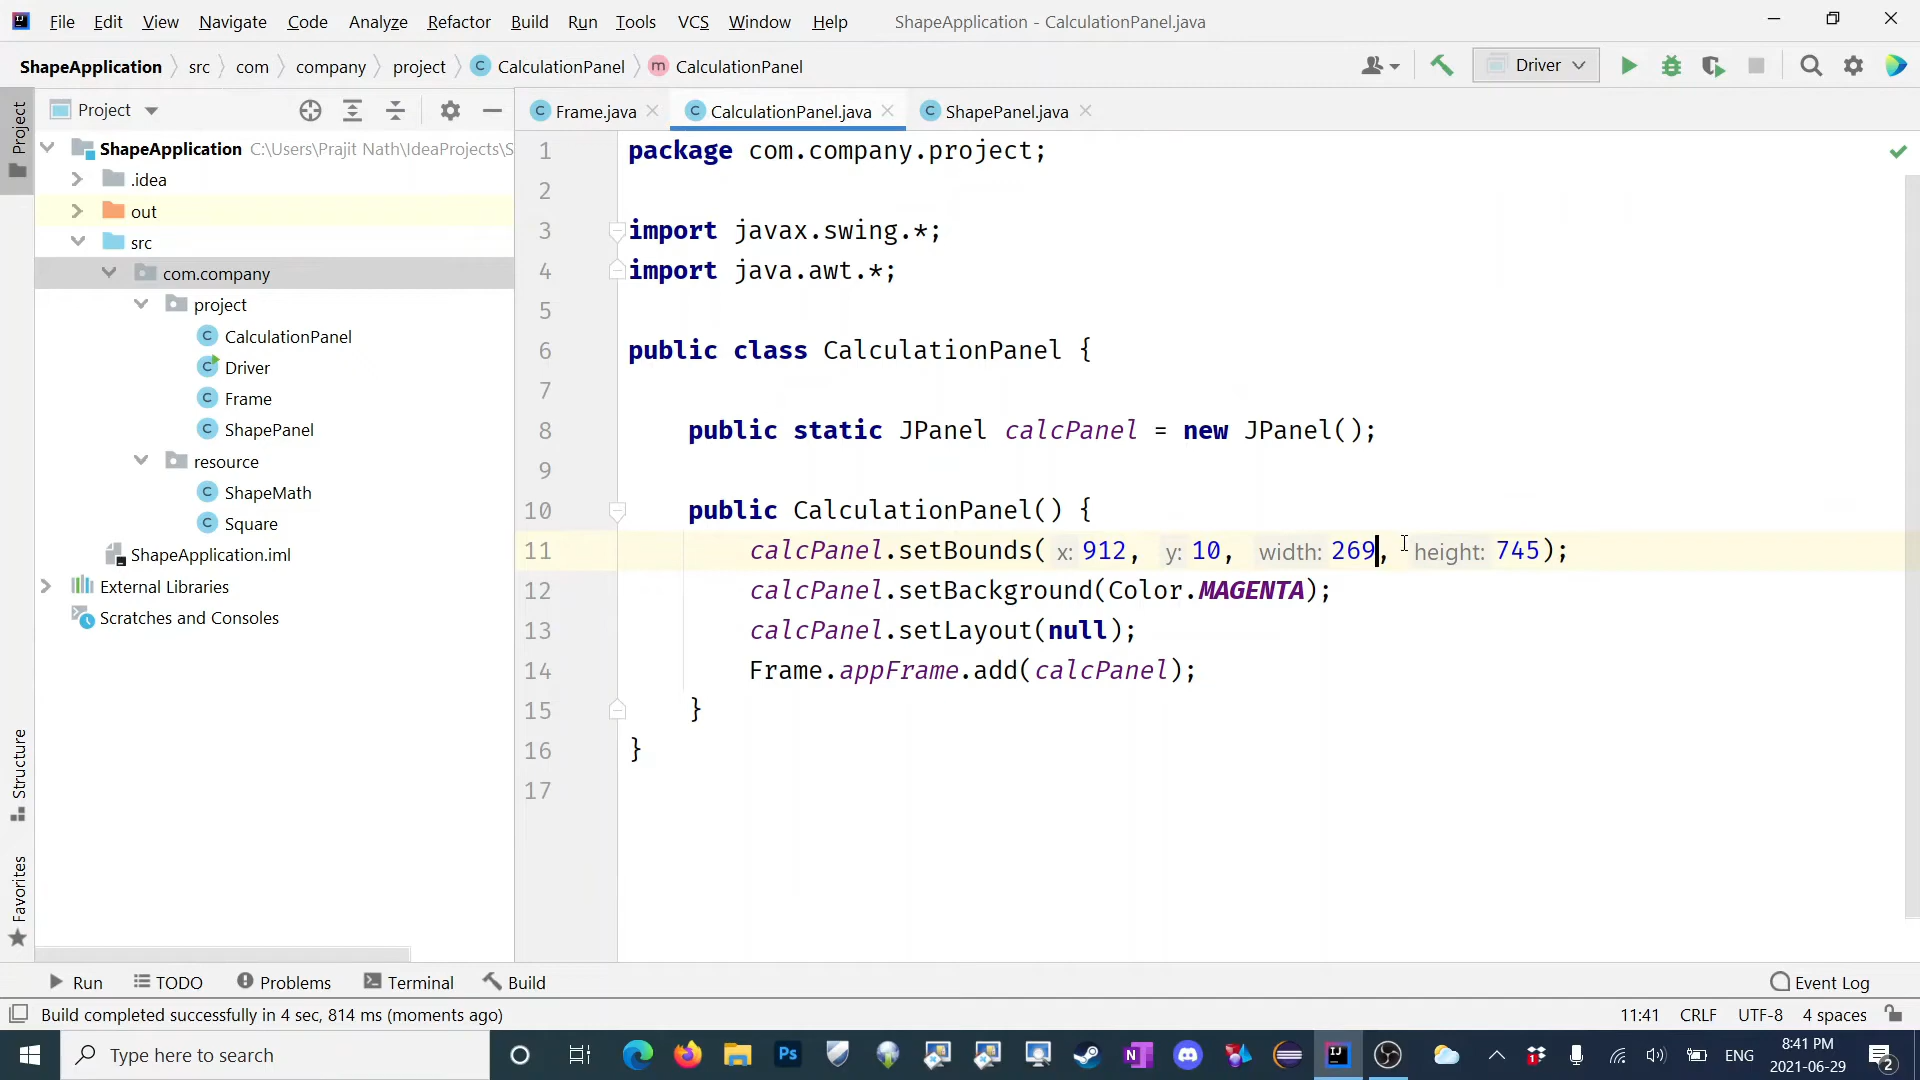 File Edit View Navigate Code Analyze Refactor Build Run Tools VCS Window Help ShapeApplication - CalculationPanel.java
ShapeApplication src com company project CalculationPanel CalculationPanel Driver
Project Frame.java CalculationPanel.java ShapePanel.java
Project
ShapeApplication C:\Users\Prajit Nath\IdeaProjects\S
.idea
out
src
com.company
project
CalculationPanel
Driver
Frame
ShapePanel
resource
ShapeMath
Square
ShapeApplication.iml
External Libraries
Scratches and Consoles
Structure
Favorites
1 package com.company.project;
2
3 import javax.swing.*;
4 import java.awt.*;
5
6 public class CalculationPanel {
7
8 public static JPanel calcPanel = new JPanel();
9
10 public CalculationPanel() {
11 calcPanel.setBounds( x: 912, y: 10, width: 269, height: 745);
12 calcPanel.setBackground(Color.MAGENTA);
13 calcPanel.setLayout(null);
14 Frame.appFrame.add(calcPanel);
15 }
16 }
17
Run TODO Problems Terminal Build Event Log
Build completed successfully in 4 sec, 814 ms (moments ago) 11:41 CRLF UTF-8 4 spaces
Type here to search ENG 8:41 PM
2021-06-29 2